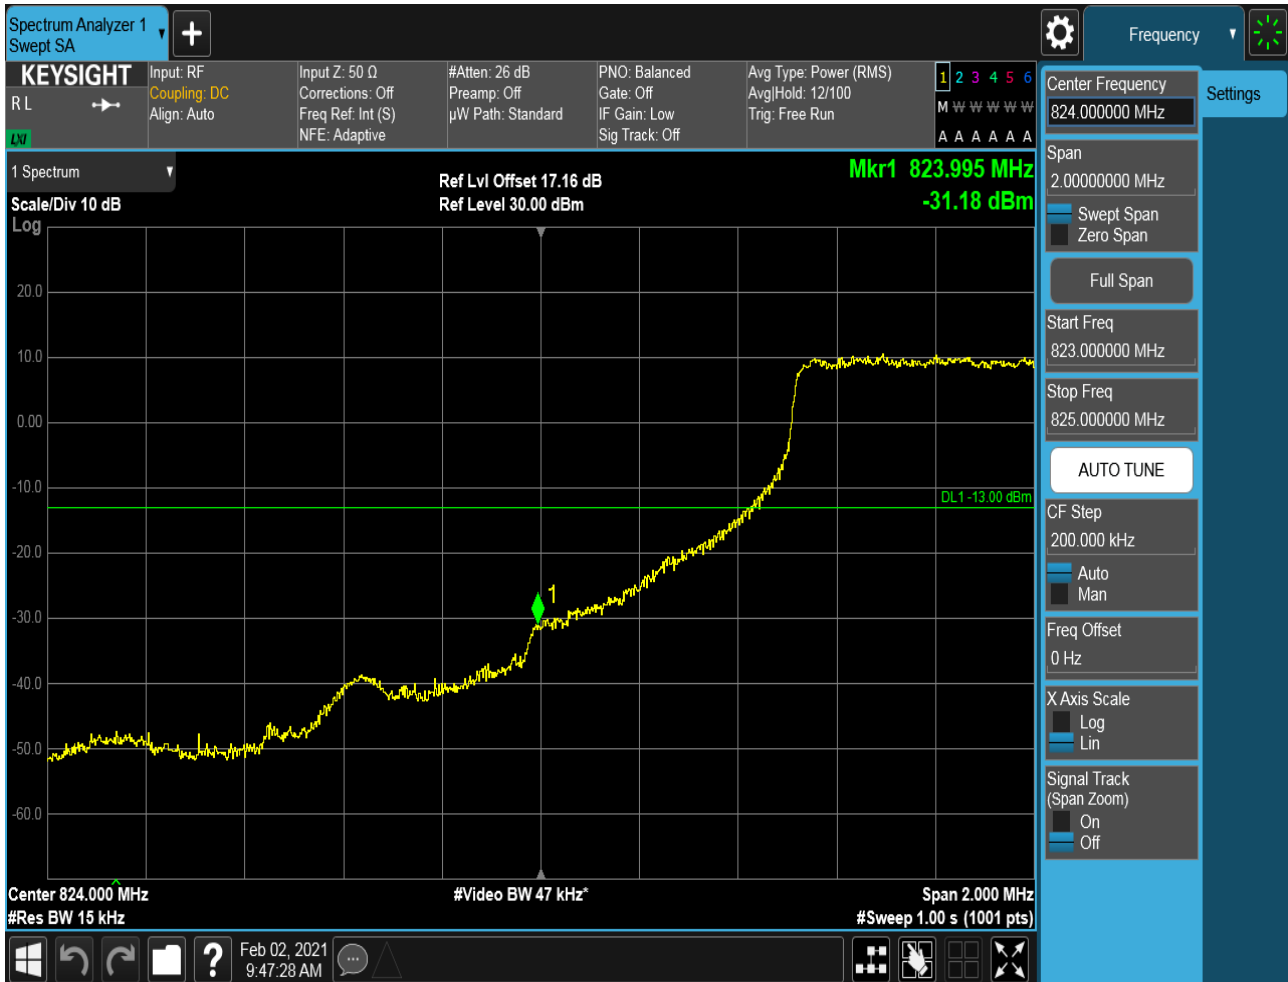 Spectrum Analyzer 1
Swept SA
Frequency
KEYSIGHT
R L
LXI
Input: RF
Coupling: DC
Align: Auto
Input Z: 50 Ω
Corrections: Off
Freq Ref: Int (S)
NFE: Adaptive
#Atten: 26 dB
Preamp: Off
µW Path: Standard
PNO: Balanced
Gate: Off
IF Gain: Low
Sig Track: Off
Avg Type: Power (RMS)
Avg|Hold: 12/100
Trig: Free Run
1 2 3 4 5 6
M W W W W W
A A A A A A
1 Spectrum
Scale/Div 10 dB
Log
Ref Lvl Offset 17.16 dB
Ref Level 30.00 dBm
Mkr1 823.995 MHz
-31.18 dBm
20.0
10.0
0.00
-10.0
DL1 -13.00 dBm
-20.0
1
-30.0
-40.0
-50.0
-60.0
Center 824.000 MHz
#Video BW 47 kHz*
Span 2.000 MHz
#Res BW 15 kHz
#Sweep 1.00 s (1001 pts)
Center Frequency
824.000000 MHz
Settings
Span
2.00000000 MHz
Swept Span
Zero Span
Full Span
Start Freq
823.000000 MHz
Stop Freq
825.000000 MHz
AUTO TUNE
CF Step
200.000 kHz
Auto
Man
Freq Offset
0 Hz
X Axis Scale
Log
Lin
Signal Track
(Span Zoom)
On
Off
?
Feb 02, 2021
9:47:28 AM